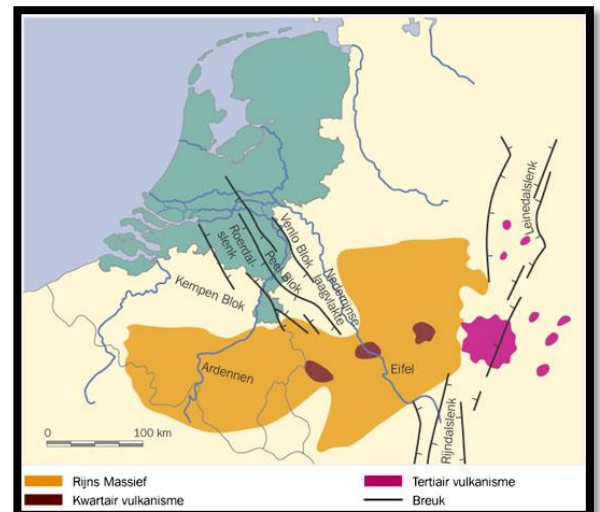 Leinedalslenk
Venlo Blok
Roerdal-
slenk
Peel Blok
Nederrijnse
laagvlakte
Kempen Blok
Ardennen
Eifel
Rijndalslenk
0 100 km
Rijns Massief
Tertiair vulkanisme
Kwartair vulkanisme
Breuk